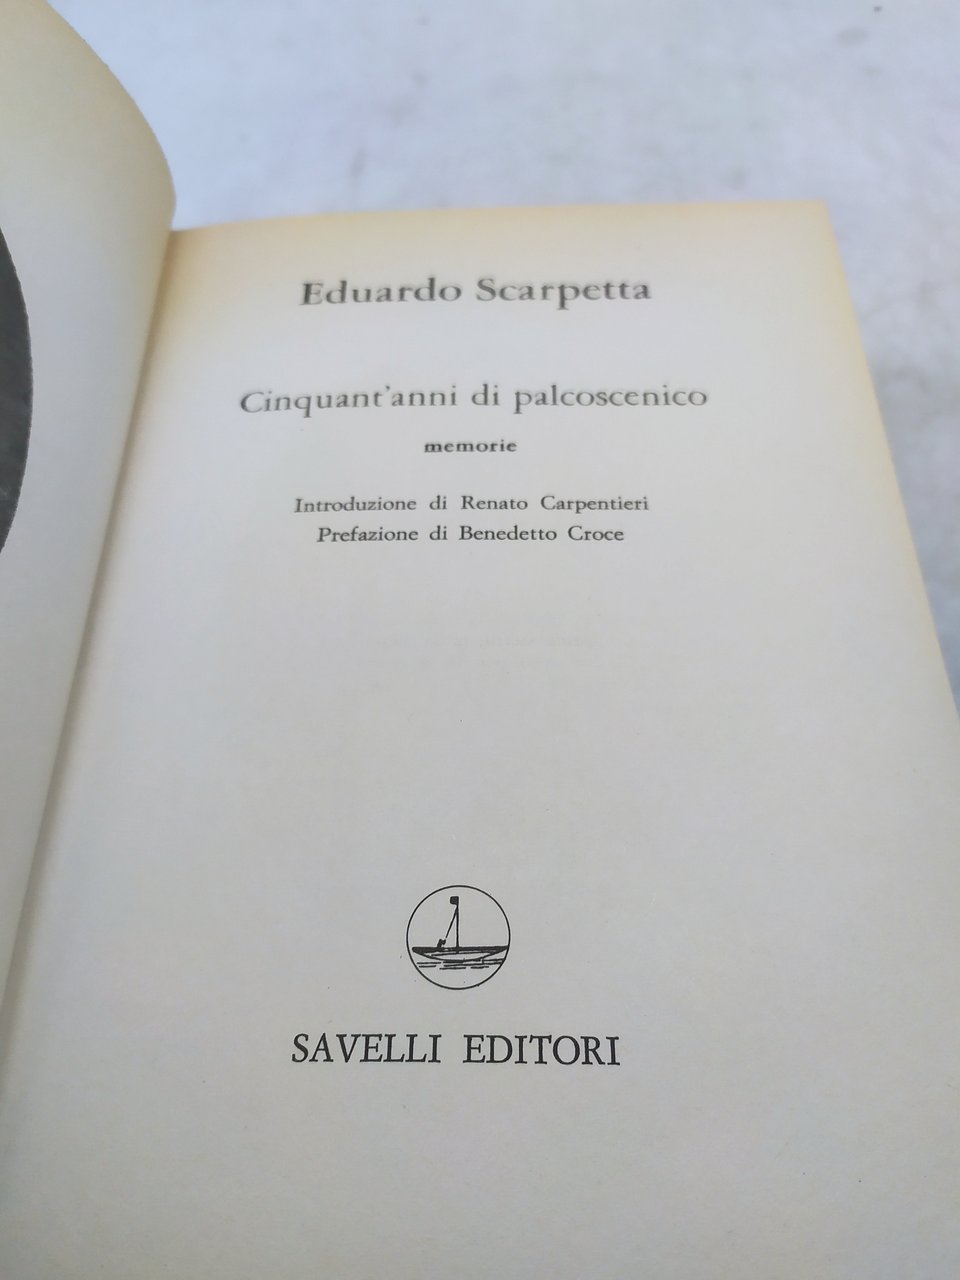 Eduardo Scarpetta
Cinquant'anni di palcoscenico
memorie
Introduzione di Renato Carpentieri
Prefazione di Benedetto Croce
SAVELLI EDITORI